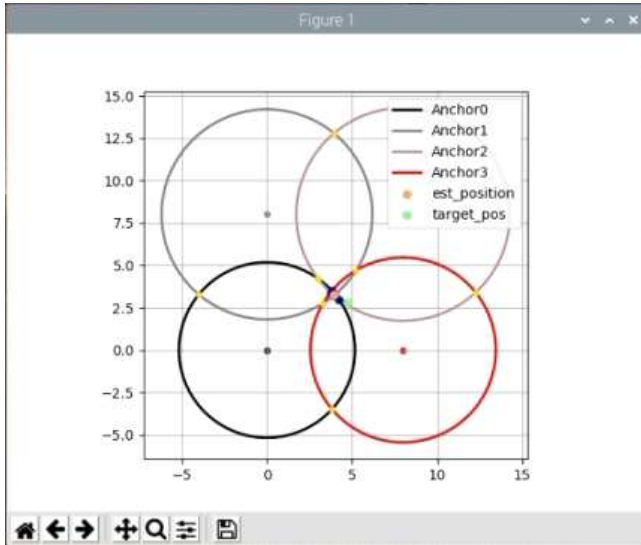 Figure 1
15.0
12.5
10.0
7.5
5.0
2.5
0.0
−2.5
−5.0
−5
0
5
10
15
Anchor0
Anchor1
Anchor2
Anchor3
est_position
target_pos